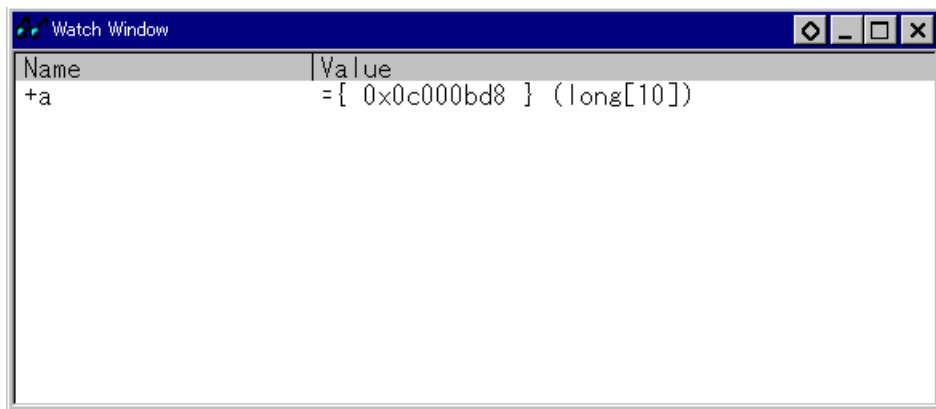 Watch Window
Name Value
+a ={ 0x0c000bd8 } (long[10])